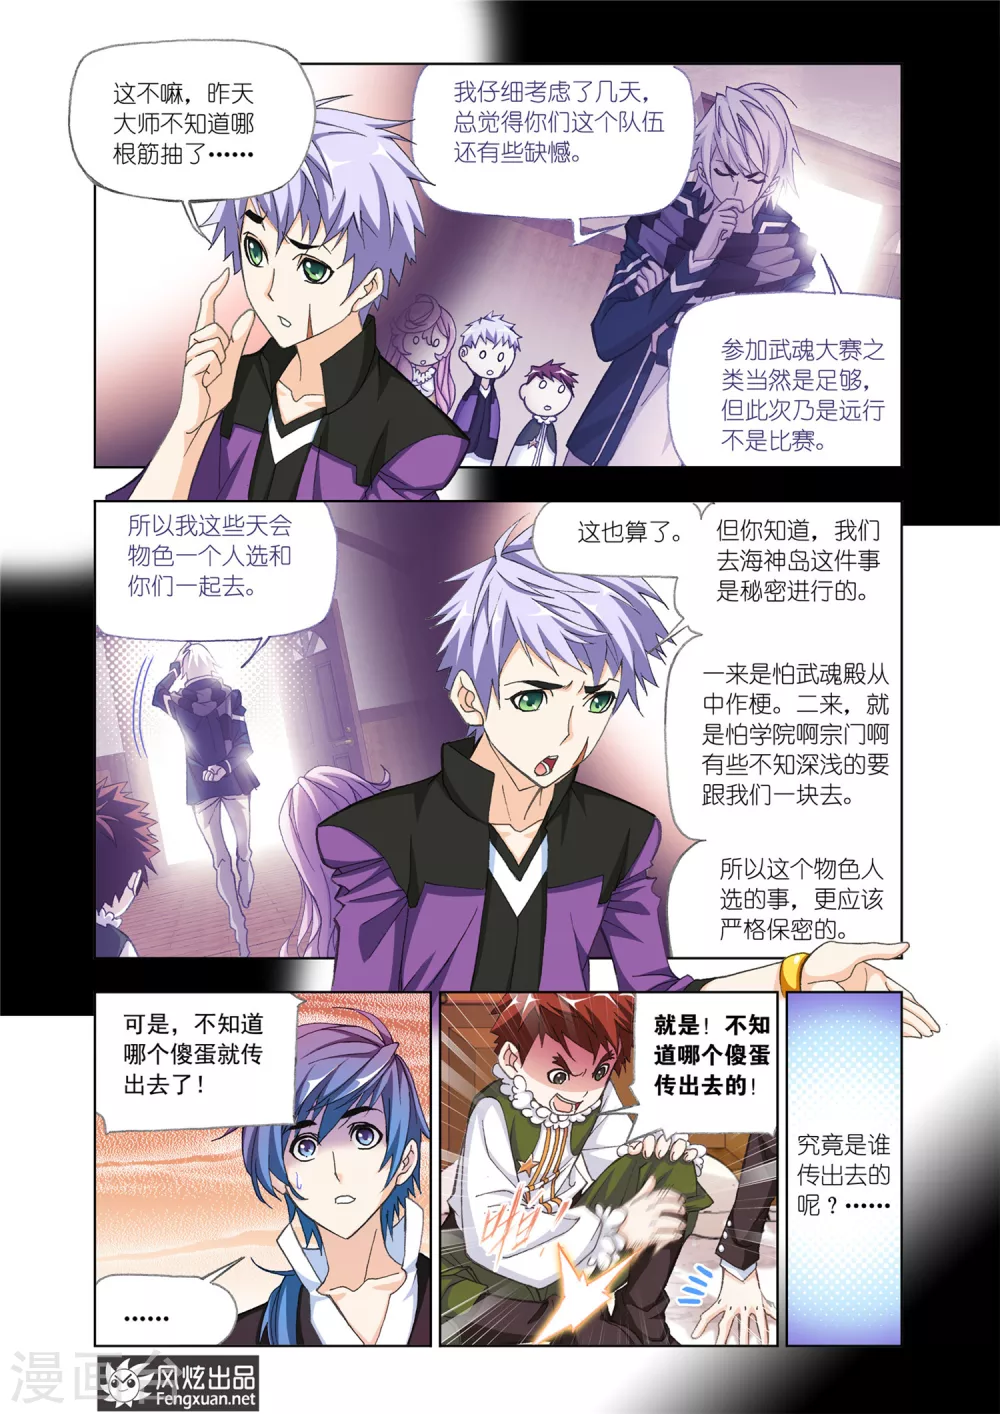 这不嘛，昨天
大师不知道哪
根筋抽了……
我仔细考虑了几天，
总觉得你们这个队伍
还有些缺憾。
参加武魂大赛之
类当然是足够，
但此次乃是远行
不是比赛。
所以我这些天会
物色一个人选和
你们一起去。
这也算了。
但你知道，我们
去海神岛这件事
是秘密进行的。
一来是怕武魂殿从
中作梗。二来，就
是怕学院啊宗门啊
有些不知深浅的要
跟我们一块去。
所以这个物色人
选的事，更应该
严格保密的。
可是，不知道
哪个傻蛋就传
出去了！
……
就是！不知
道哪个傻蛋
传出去的！
啪！
究竟是谁
传出去的
呢？……
漫画台
风炫出品
Fengxuan.net